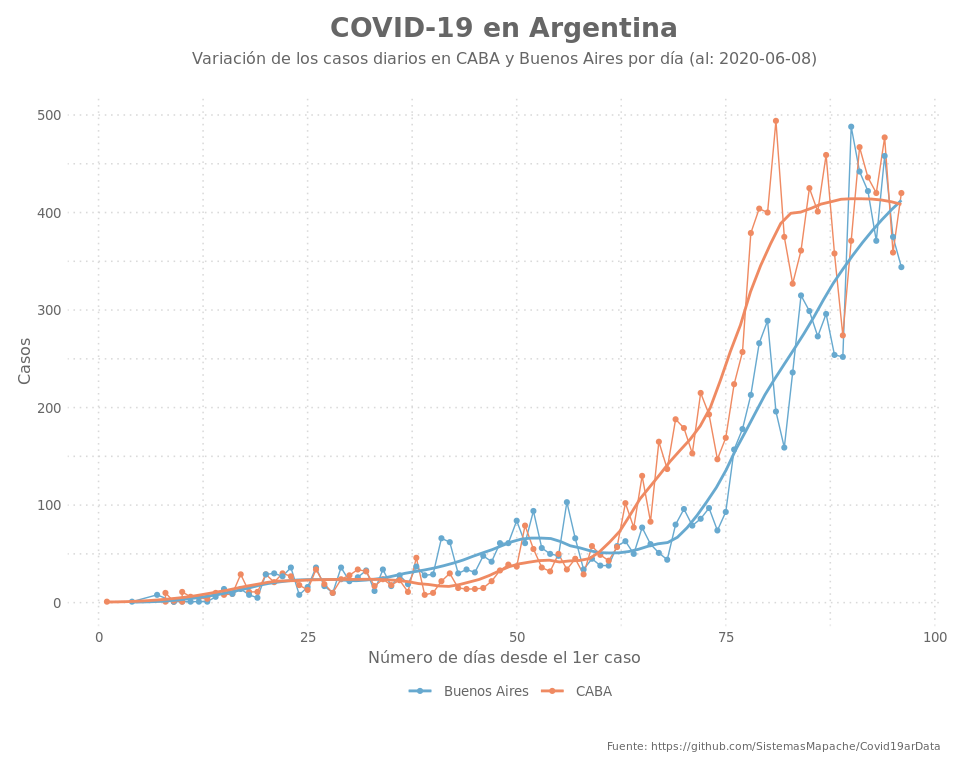 COVID-19 en Argentina
Variación de los casos diarios en CABA y Buenos Aires por día (al: 2020-06-08)
500
400
300
200
100
0
Casos
0 25 50 75 100
Número de días desde el 1er caso
Buenos Aires CABA
Fuente: https://github.com/SistemasMapache/Covid19arData